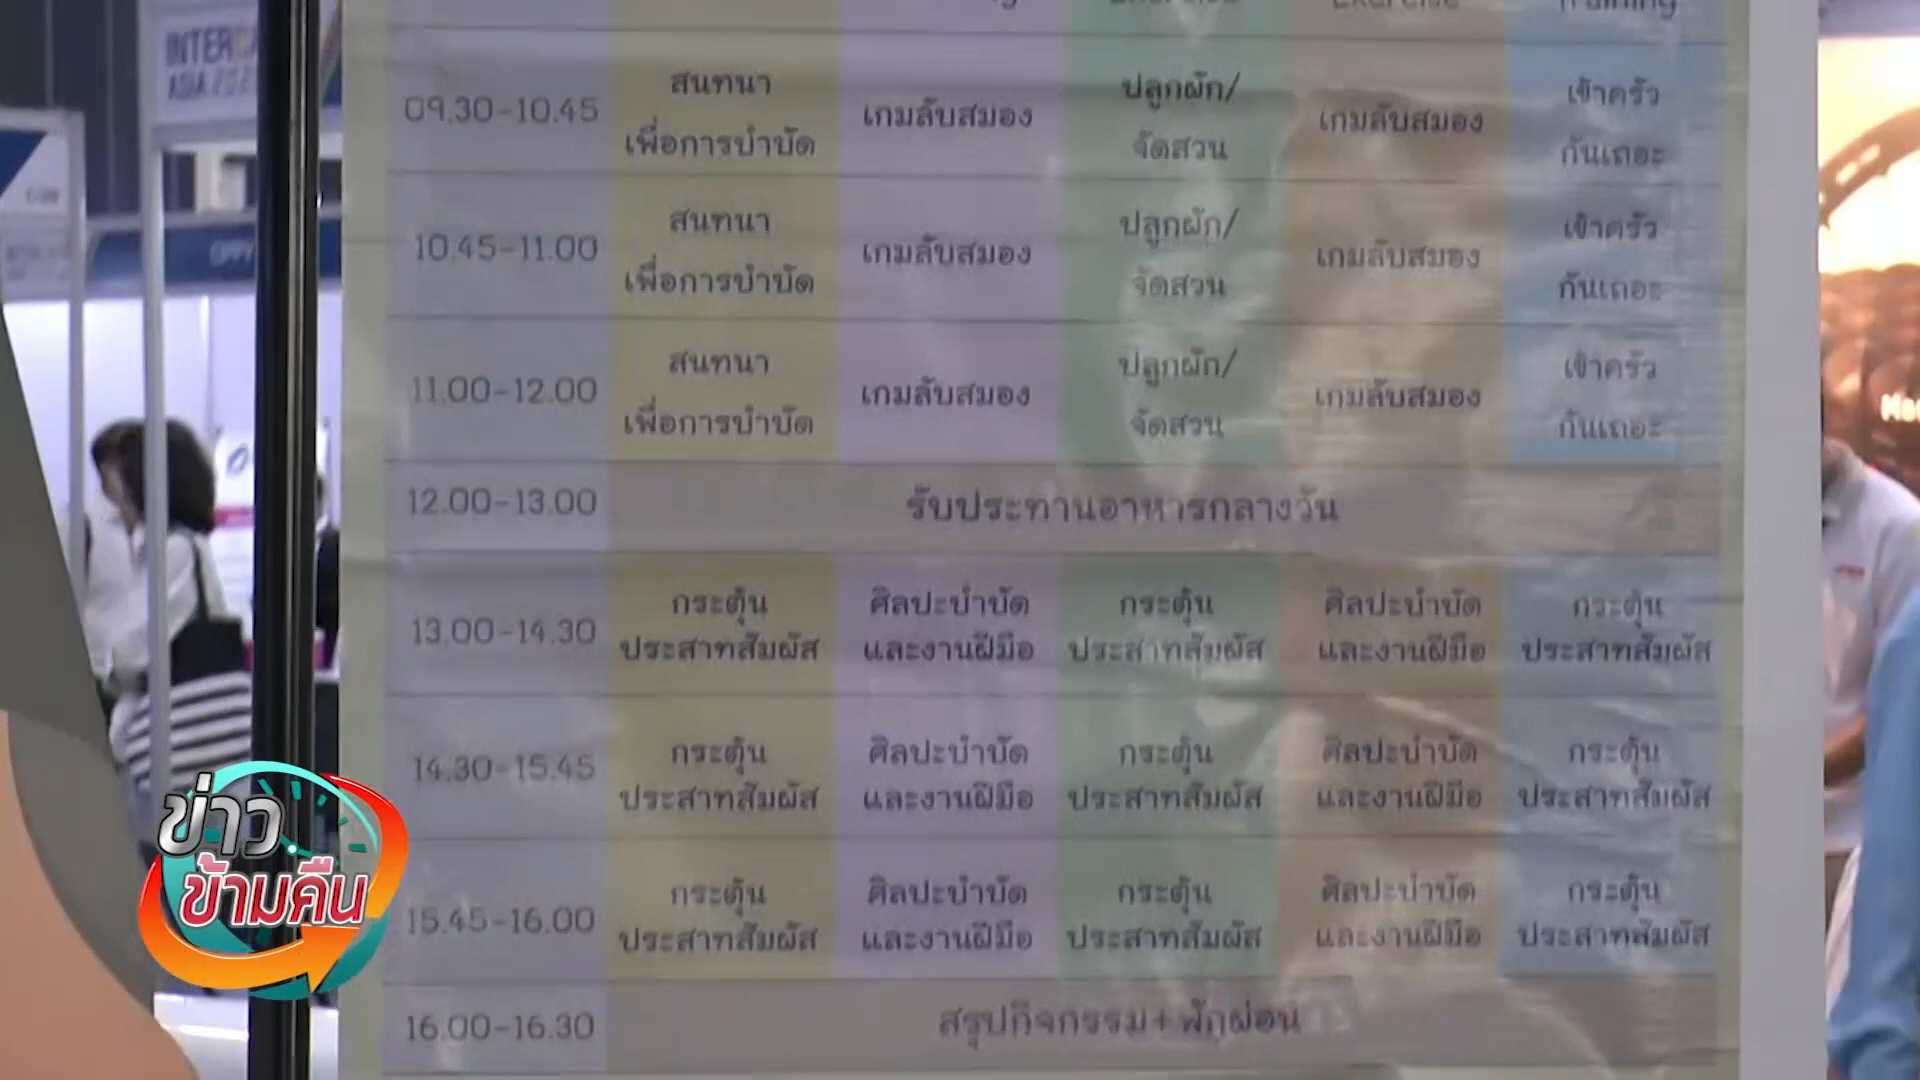 INTERCA
ASIA 202
Training
09.30-10.45
สนทนา
เพื่อการบำบัด
เกมลับสมอง
ปลูกผัก/
จัดสวน
เกมลับสมอง
เข้าครัว
กันเถอะ
10.45-11.00
สนทนา
เพื่อการบำบัด
เกมลับสมอง
ปลูกผัก/
จัดสวน
เกมลับสมอง
เข้าครัว
กันเถอะ
11.00-12.00
สนทนา
เพื่อการบำบัด
เกมลับสมอง
ปลูกผัก/
จัดสวน
เกมลับสมอง
เข้าครัว
กันเถอะ
12.00-13.00
รับประทานอาหารกลางวัน
13.00-14.30
กระตุ้น
ประสาทสัมผัส
ศิลปะบำบัด
และงานฝีมือ
กระตุ้น
ประสาทสัมผัส
ศิลปะบำบัด
และงานฝีมือ
กระตุ้น
ประสาทสัมผัส
14.30-15.45
กระตุ้น
ประสาทสัมผัส
ศิลปะบำบัด
และงานฝีมือ
กระตุ้น
ประสาทสัมผัส
ศิลปะบำบัด
และงานฝีมือ
กระตุ้น
ประสาทสัมผัส
15.45-16.00
กระตุ้น
ประสาทสัมผัส
ศิลปะบำบัด
และงานฝีมือ
กระตุ้น
ประสาทสัมผัส
ศิลปะบำบัด
และงานฝีมือ
กระตุ้น
ประสาทสัมผัส
16.00-16.30
สรุปกิจกรรม+พักผ่อน
ข่าว
ข้ามคืน